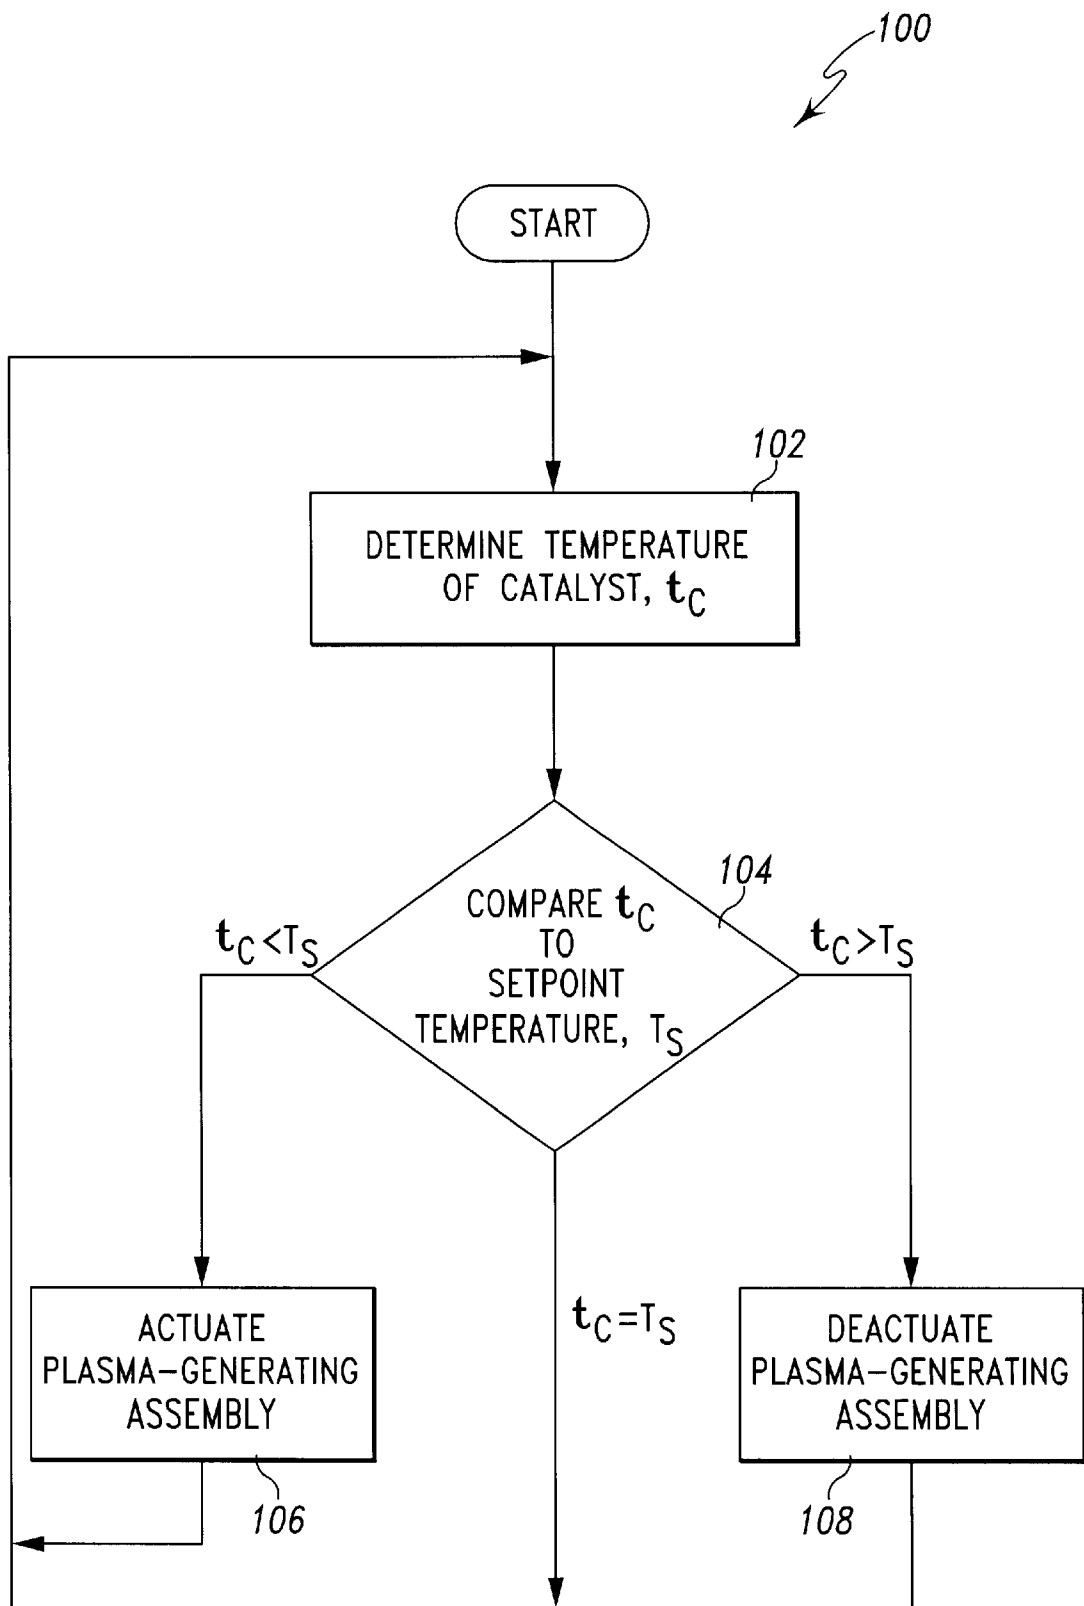 100
START
102
DETERMINE TEMPERATURE
OF CATALYST, tC
104
COMPARE tC
TO
SETPOINT
TEMPERATURE, TS
tC<TS
tC>TS
tC=TS
ACTUATE
PLASMA-GENERATING
ASSEMBLY
106
DEACTUATE
PLASMA-GENERATING
ASSEMBLY
108